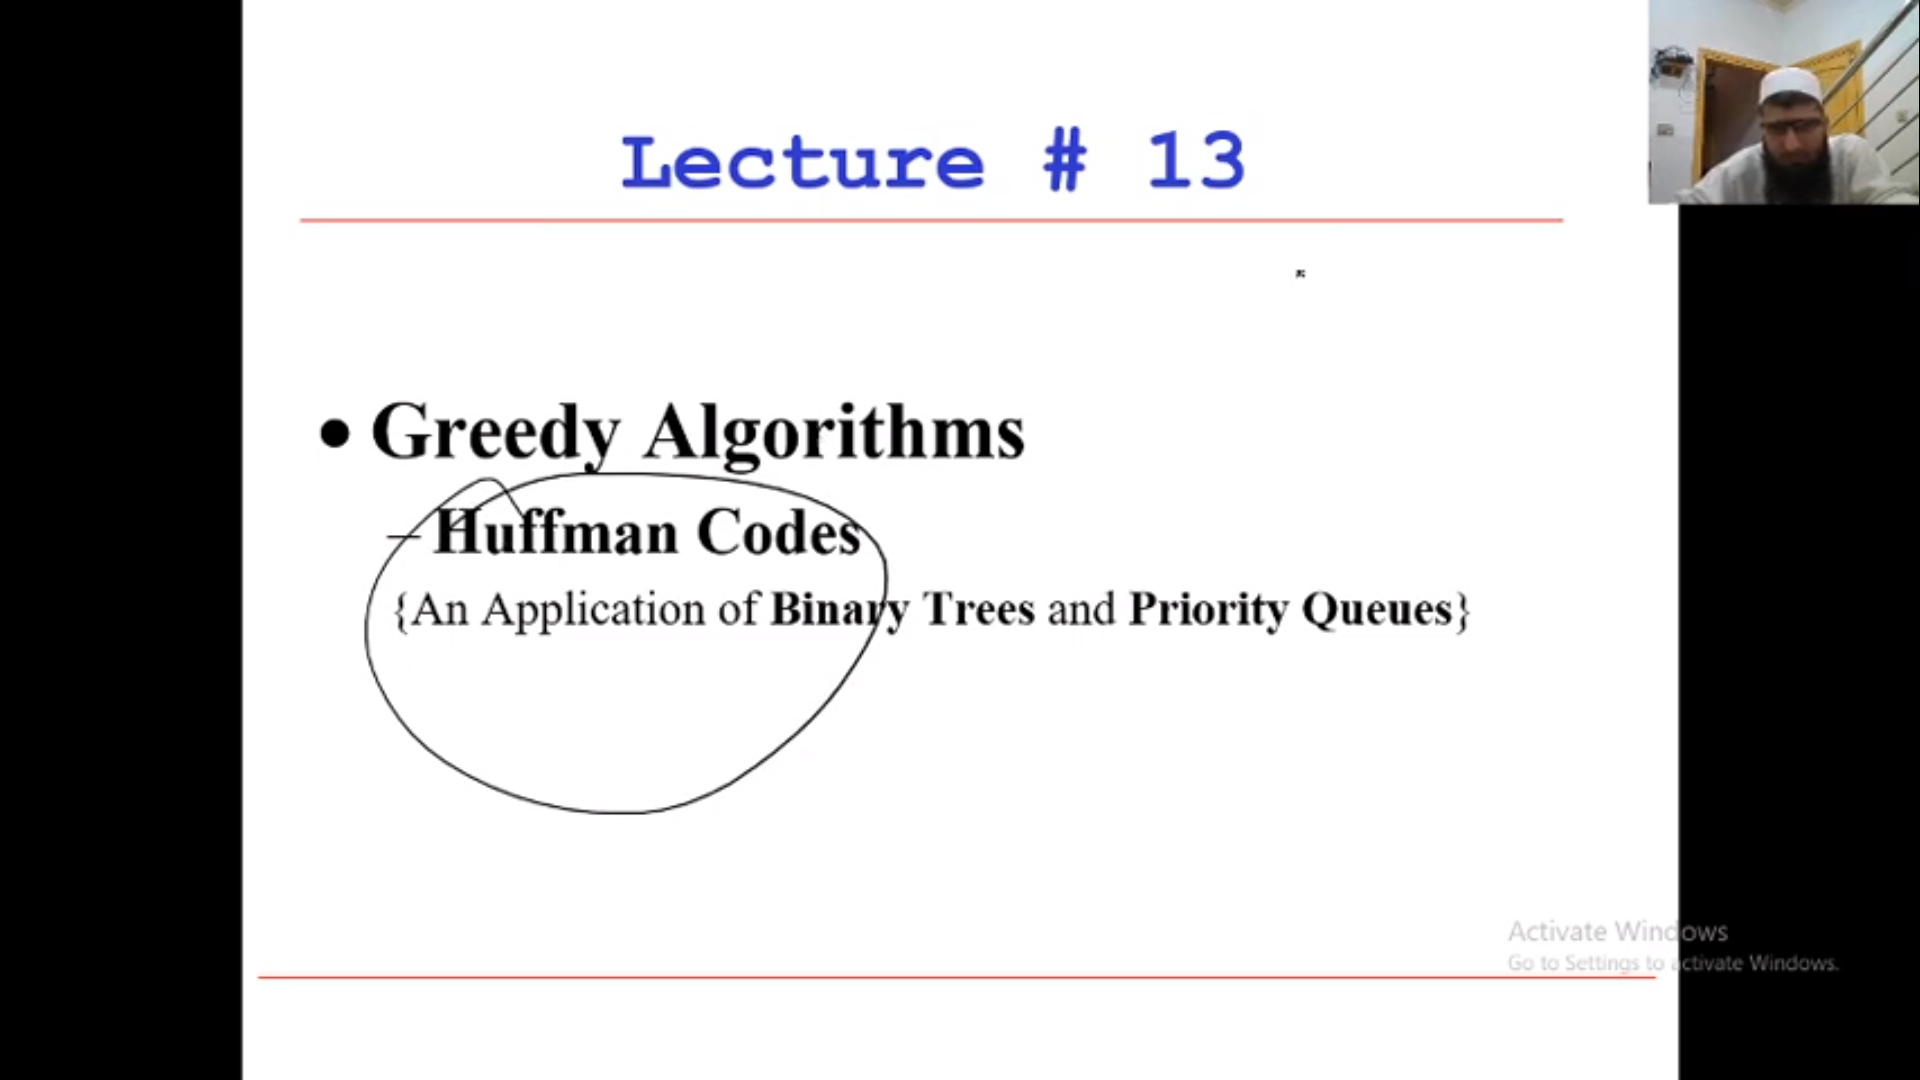 Lecture # 13
• Greedy Algorithms
– Huffman Codes
{An Application of Binary Trees and Priority Queues}
Activate Windows
Go to Settings to activate Windows.